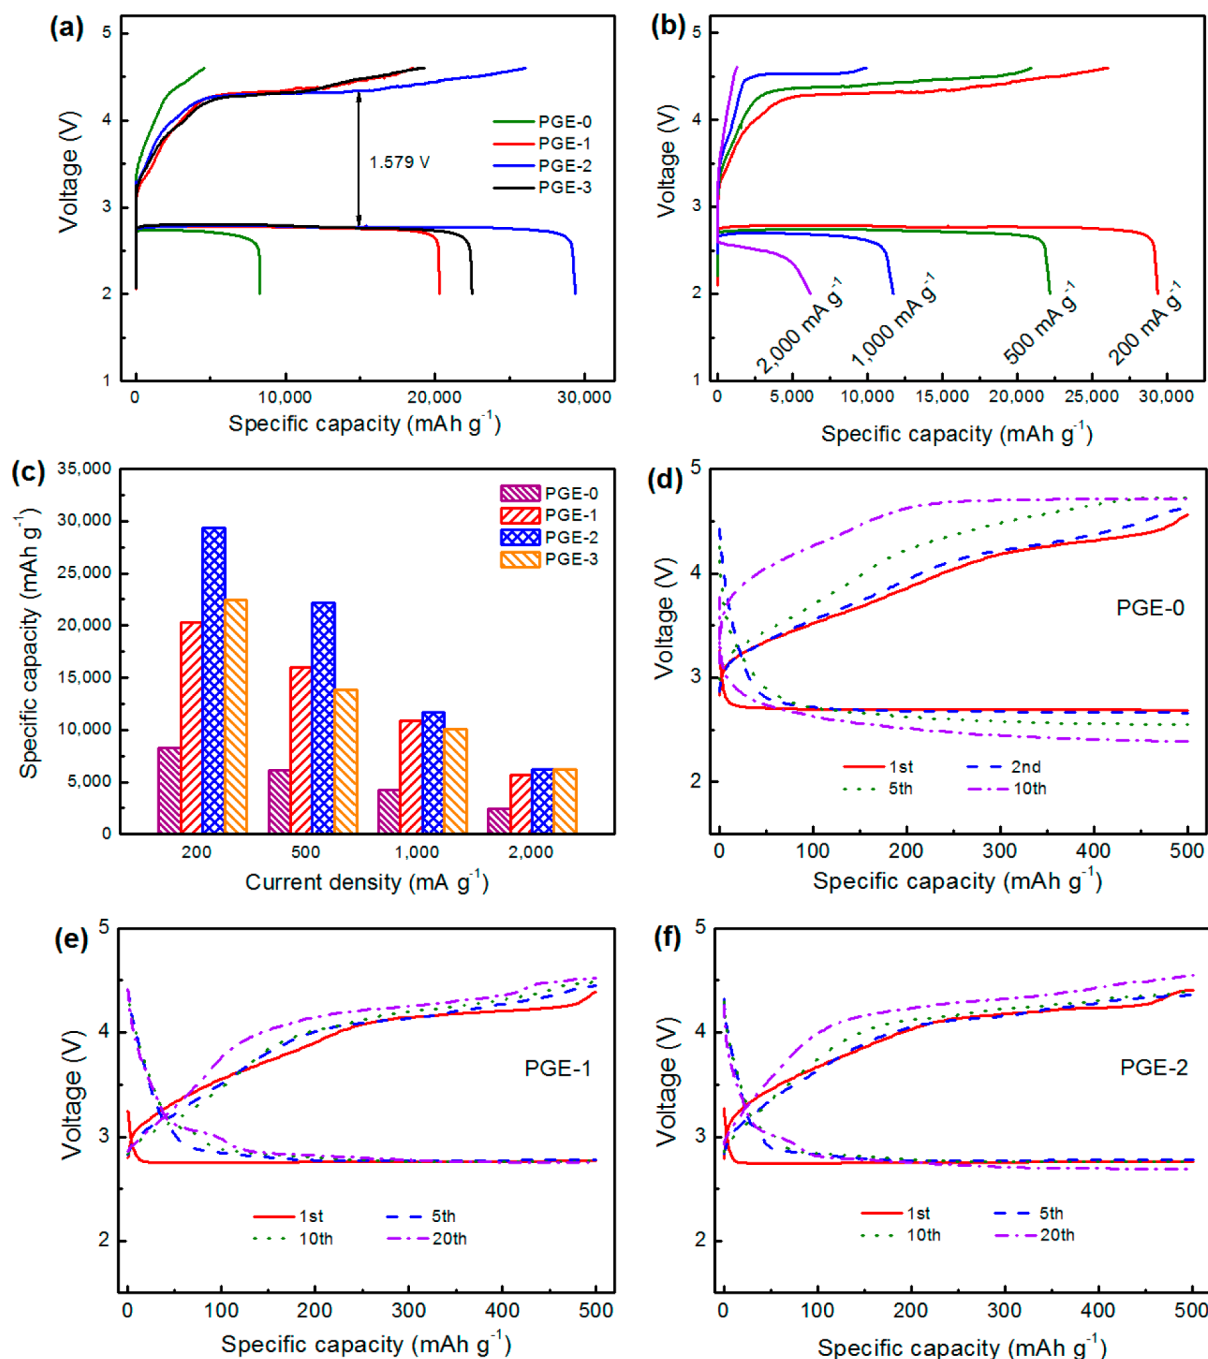 (a)
5
4
3
2
1
Voltage (V)
PGE-0
PGE-1
PGE-2
PGE-3
1.579 V
0
10,000
20,000
30,000
Specific capacity (mAh g⁻¹)
(b)
5
4
3
2
1
Voltage (V)
2,000 mA g⁻¹
1,000 mA g⁻¹
500 mA g⁻¹
200 mA g⁻¹
0
5,000
10,000
15,000
20,000
25,000
30,000
Specific capacity (mAh g⁻¹)
(c)
35,000
30,000
25,000
20,000
15,000
10,000
5,000
0
Specific capacity (mAh g⁻¹)
PGE-0
PGE-1
PGE-2
PGE-3
200
500
1,000
2,000
Current density (mA g⁻¹)
(d)
5
4
3
2
Voltage (V)
PGE-0
1st
2nd
5th
10th
0
100
200
300
400
500
Specific capacity (mAh g⁻¹)
(e)
5
4
3
2
Voltage (V)
PGE-1
1st
5th
10th
20th
0
100
200
300
400
500
Specific capacity (mAh g⁻¹)
(f)
5
4
3
2
Voltage (V)
PGE-2
1st
5th
10th
20th
0
100
200
300
400
500
Specific capacity (mAh g⁻¹)